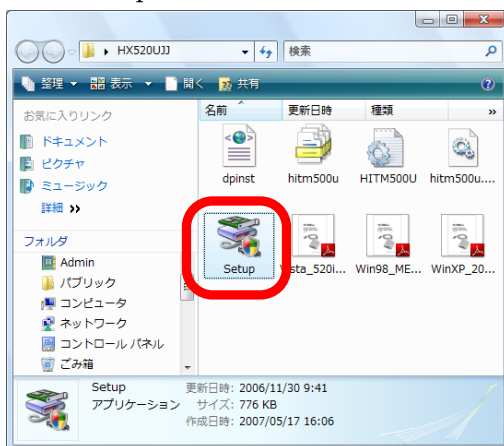 HX520UJJ
検索
整理 表示 開く 共有
お気に入りリンク
ドキュメント
ピクチャ
ミュージック
詳細 »
フォルダ
Admin
パブリック
コンピュータ
ネットワーク
コントロール パネル
ごみ箱
名前 更新日時 種類 »
dpinst hitm500u HITM500U hitm500u....
Setup Vista_520i... Win98_ME... WinXP_20...
Setup 更新日時: 2006/11/30 9:41
アプリケーション サイズ: 776 KB
作成日時: 2007/05/17 16:06